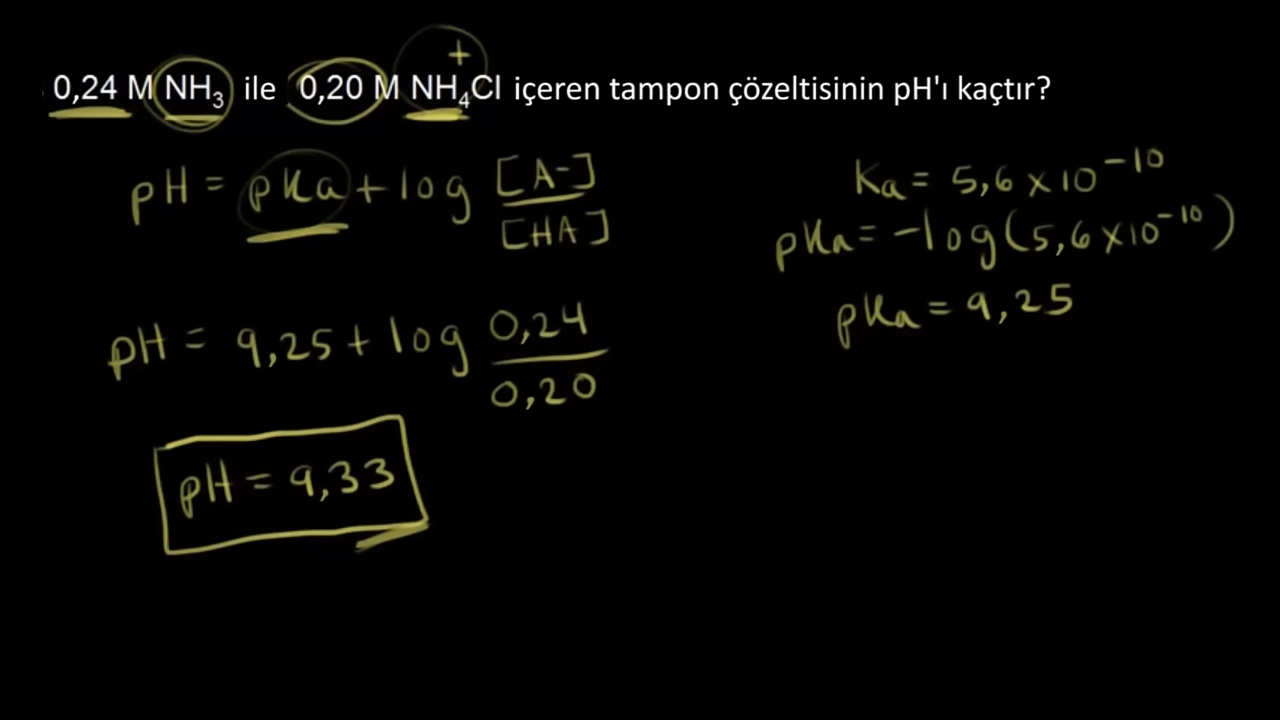 0,24 M NH₃ ile 0,20 M NH₄⁺Cl içeren tampon çözeltisinin pH'ı kaçtır?
pH = pKa + log [A-]/[HA]
Ka = 5,6 x 10⁻¹⁰
pKa = -log(5,6 x 10⁻¹⁰)
pKa = 9,25
pH = 9,25 + log 0,24/0,20
pH = 9,33